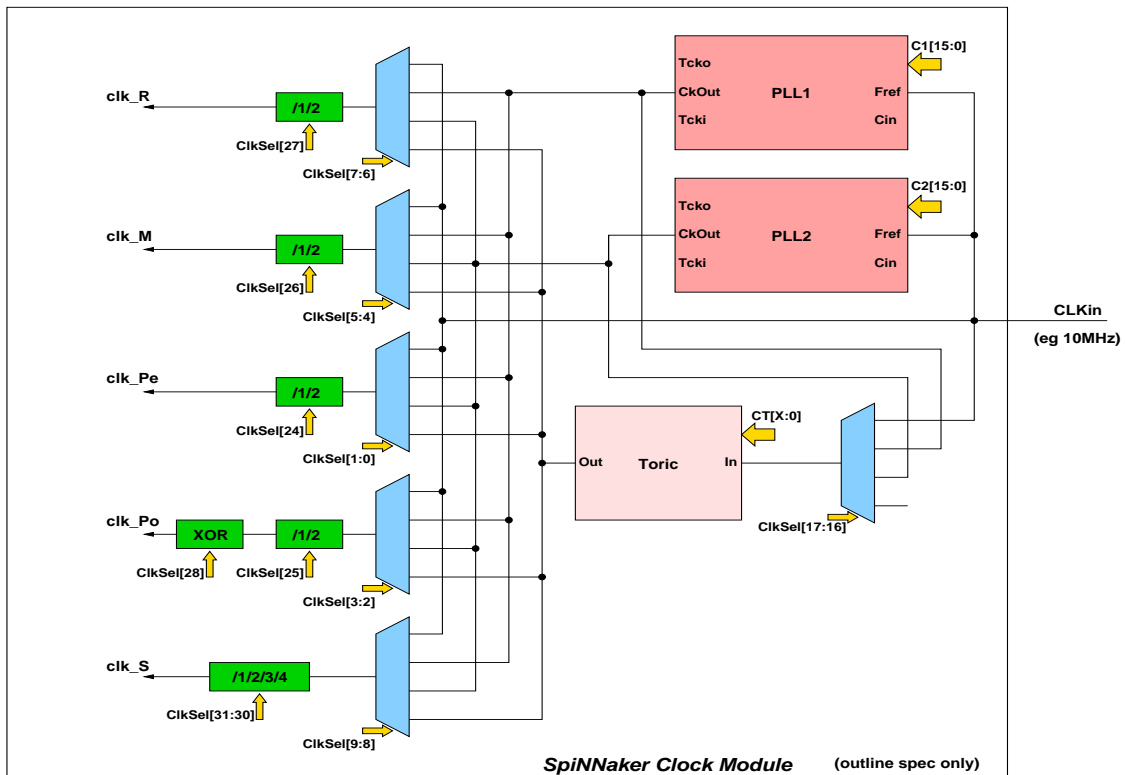 C1[15:0]
Tcko
clk_R
/1/2
CkOut PLL1 Fref
Tcki Cin
ClkSel[27]
ClkSel[7:6]
C2[15:0]
Tcko
clk_M
/1/2
CkOut PLL2 Fref
Tcki Cin
ClkSel[26]
ClkSel[5:4]
CLKin
(eg 10MHz)
clk_Pe
/1/2
ClkSel[24]
ClkSel[1:0]
CT[X:0]
Out Toric In
clk_Po
XOR
/1/2
ClkSel[17:16]
ClkSel[28]
ClkSel[25]
ClkSel[3:2]
clk_S
/1/2/3/4
ClkSel[31:30]
ClkSel[9:8]
SpiNNaker Clock Module (outline spec only)